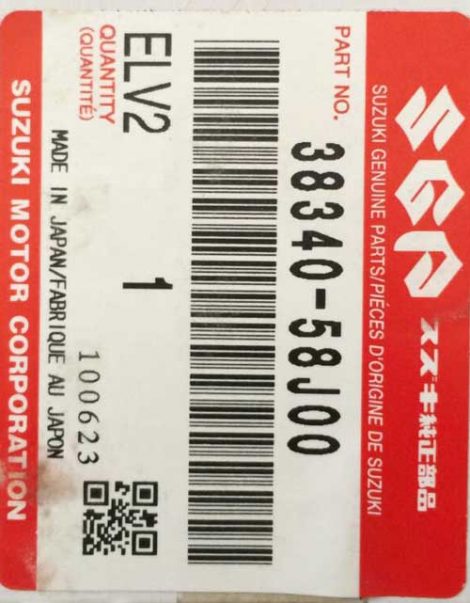 SGP スズキ純正部品
SUZUKI GENUINE PARTS/PIÈCES D'ORIGINE DE SUZUKI
PART NO. 38340-58J00
ELV2
QUANTITY
(QUANTITÉ)
1
100623
MADE IN JAPAN/FABRIQUE AU JAPON
SUZUKI MOTOR CORPORATION